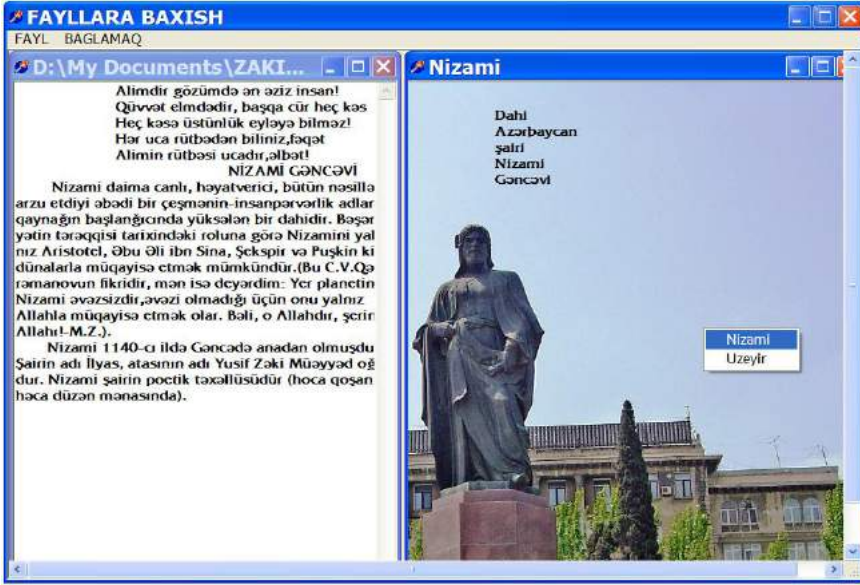 FAYLLARA BAXISH
FAYL BAGLAMAQ
D:\My Documents\ZAKI...
Alimdir gözümdə ən əziz insan!
Qüvvət elmdədir, başqa cür heç kəs
Heç kəsə üstünlük eyləyə bilməz!
Hər uca rütbədən biliniz,fəqət
Alimin rütbəsi ucadır,əlbət!
NİZAMİ GƏNCƏVİ
Nizami daima canlı, həyatverici, bütün nəsillə
arzu etdiyi əbədi bir çeşmənin-insanpərvərlik adlar
qaynağın başlanğıcında yüksələn bir dahidir. Bəşər
yətin tərəqqisi tarixindəki roluna görə Nizamini yal
nız Aristotel, Əbu Əli ibn Sina, Şekspir və Puşkin ki
dünalarla müqayisə etmək mümkündür.(Bu C.V.Qə
rəmanovun fikridir, mən isə deyərdim: Yer planetin
Nizami əvəzsizdir,əvəzi olmadığı üçün onu yalnız
Allahla müqayisə etmək olar. Bəli, o Allahdır, şerin
Allahı!-M.Z.).
Nizami 1140-cı ildə Gəncədə anadan olmuşdu
Şairin adı İlyas, atasının adı Yusif Zəki Müəyyəd oğ
dur. Nizami şairin poetik təxəllüsüdür (hoca qoşan
həca düzən mənasında).
Nizami
Dahi
Azərbaycan
şairi
Nizami
Gəncəvi
Nizami
Uzeyir